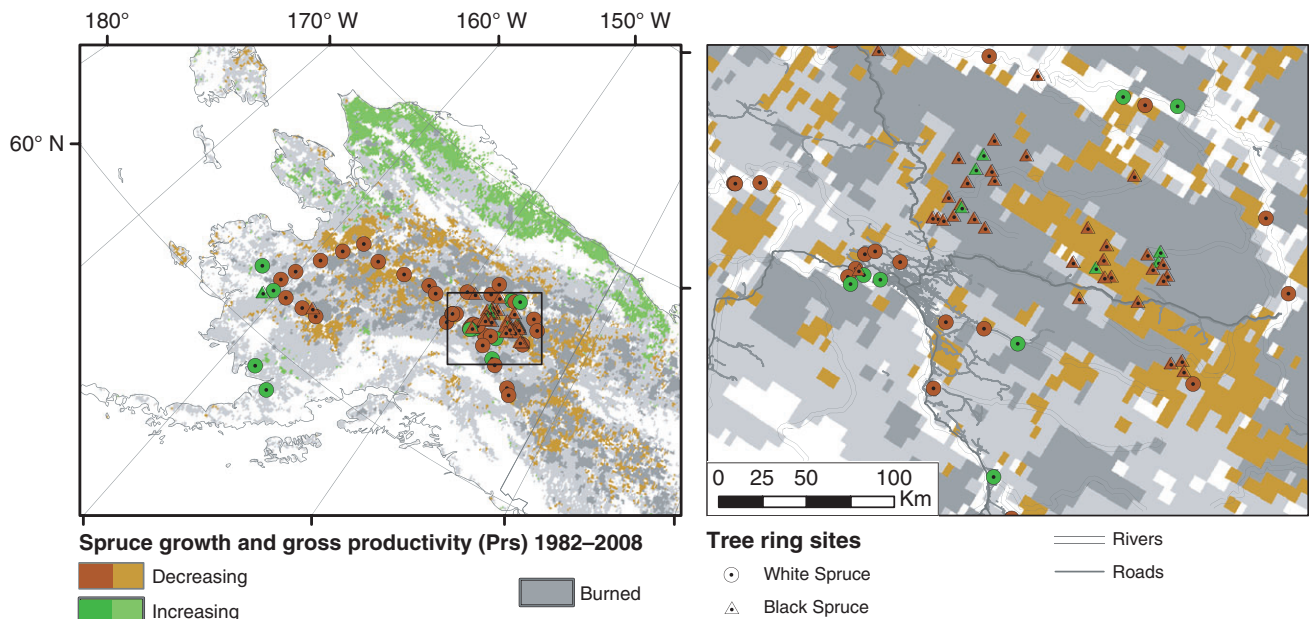 180° 170° W 160° W 150° W
60° N
0 25 50 75 100
Km
Spruce growth and gross productivity (Prs) 1982–2008
Decreasing
Increasing
Burned
Tree ring sites
White Spruce
Black Spruce
Rivers
Roads